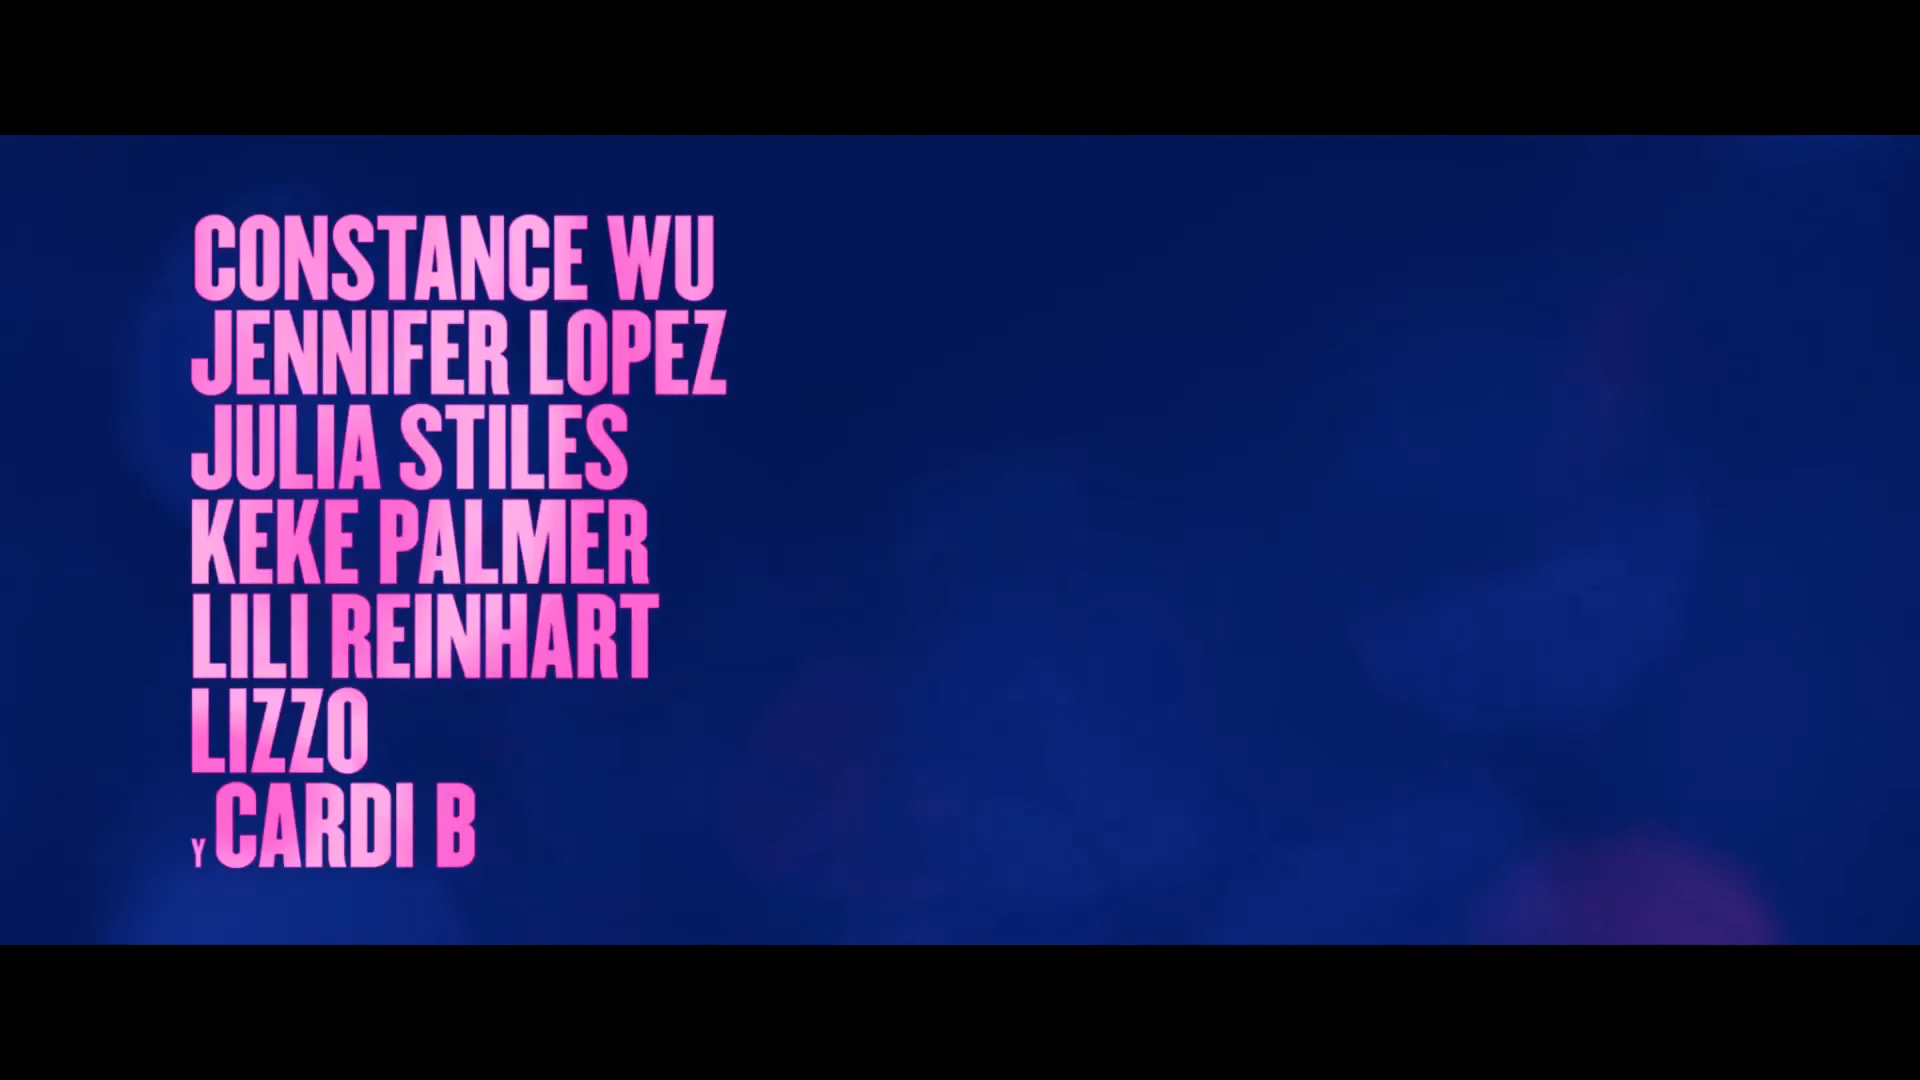 CONSTANCE WU
JENNIFER LOPEZ
JULIA STILES
KEKE PALMER
LILI REINHART
LIZZO
Y CARDI B